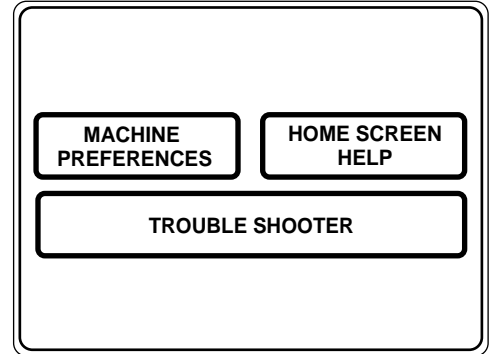 MACHINE
PREFERENCES
HOME SCREEN
HELP
TROUBLE SHOOTER